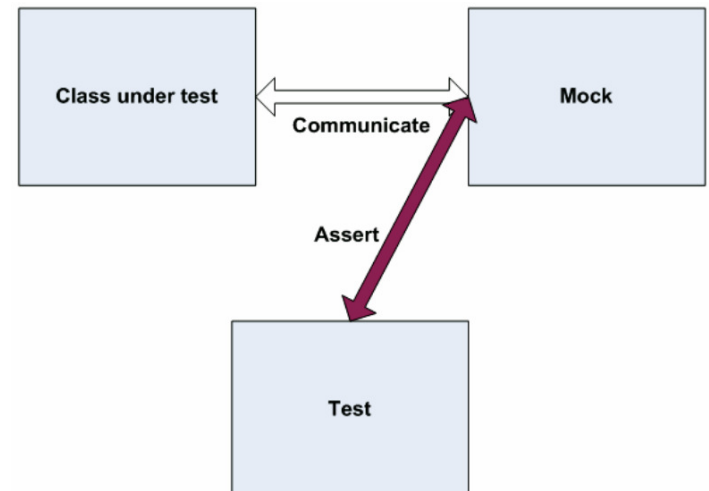 Class under test
Mock
Communicate
Assert
Test